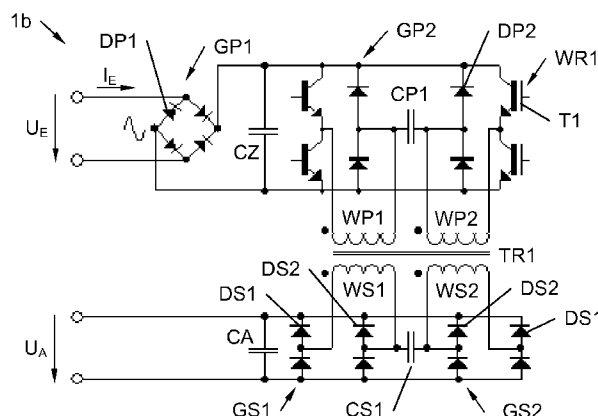 1b
DP1
GP1
GP2
DP2
WR1
I_E
CP1
T1
U_E
CZ
WP1
WP2
TR1
DS2
WS1
WS2
DS2
DS1
DS1
CA
U_A
GS1
CS1
GS2